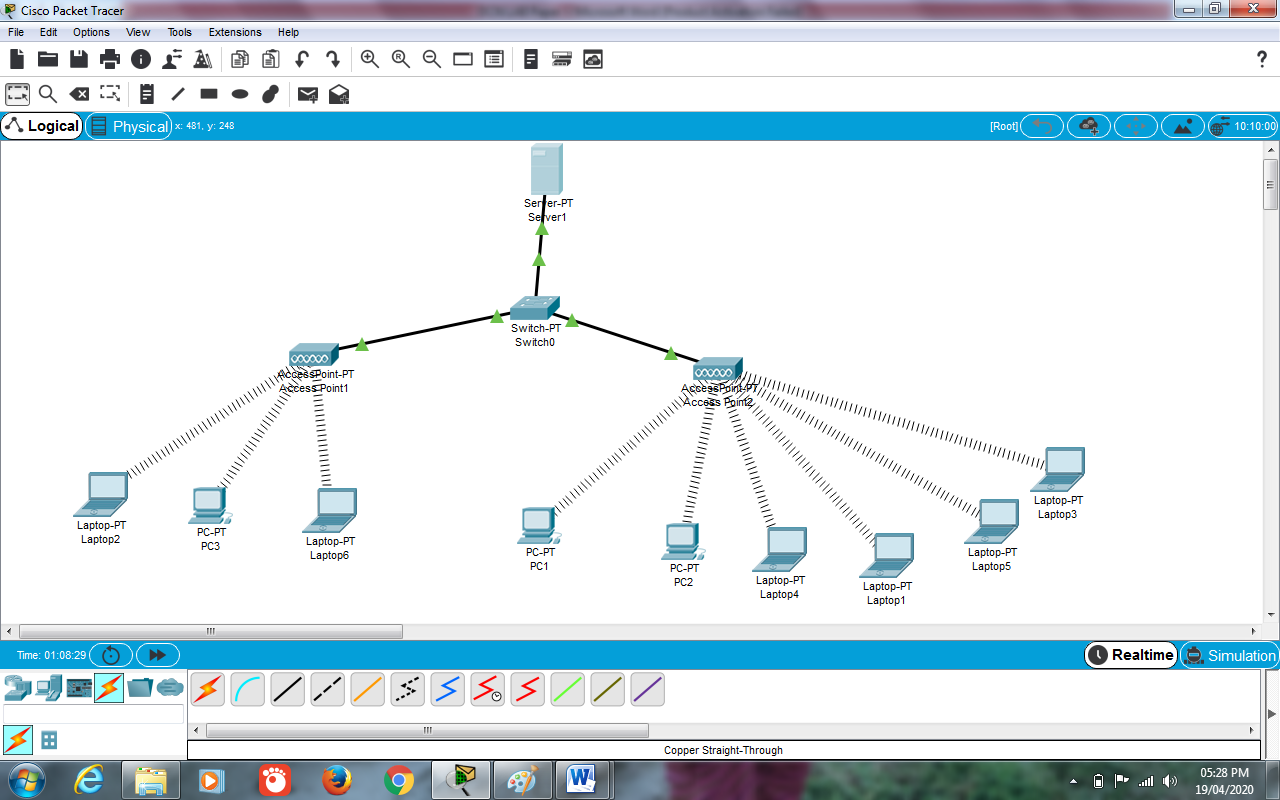 Cisco Packet Tracer
File Edit Options View Tools Extensions Help
Logical Physical x: 481, y: 248 [Root] 10:10:00
Server-PT
Server1
Switch-PT
Switch0
AccessPoint-PT
Access Point1
AccessPoint-PT
Access Point2
Laptop-PT
Laptop3
Laptop-PT
Laptop2
PC-PT
PC3
Laptop-PT
Laptop6
PC-PT
PC1
PC-PT
PC2
Laptop-PT
Laptop4
Laptop-PT
Laptop1
Laptop-PT
Laptop5
Time: 01:08:29 Realtime Simulation
Copper Straight-Through
05:28 PM
19/04/2020